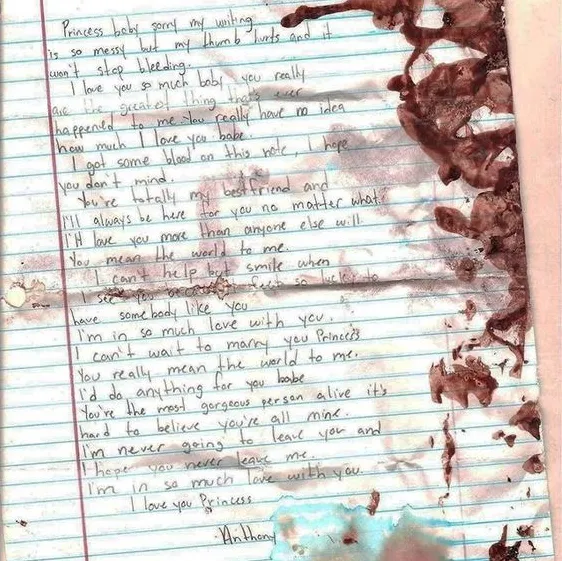 Princess baby sorry my writing
is so messy but my thumb hurts and it
won't stop bleeding.
I love you so much baby you really
are the greatest thing that's ever
happened to me. You really have no idea
how much I love you babe.
I got some blood on this note I hope
you don't mind.
You're totally my bestfriend and
I'll always be here for you no matter what.
I'll love you more than anyone else will
You mean the world to me.
I can't help but smile when
I see you because feel so lucky to
have somebody like you
I'm in so much love with you.
I can't wait to marry you Princess
You really mean the world to me.
I'd do anything for you babe
You're the most gorgeous person alive it's
hard to believe you're all mine.
I'm never going to leave you and
I hope you never leave me.
I'm in so much love with you.
I love you Princess
-Anthony